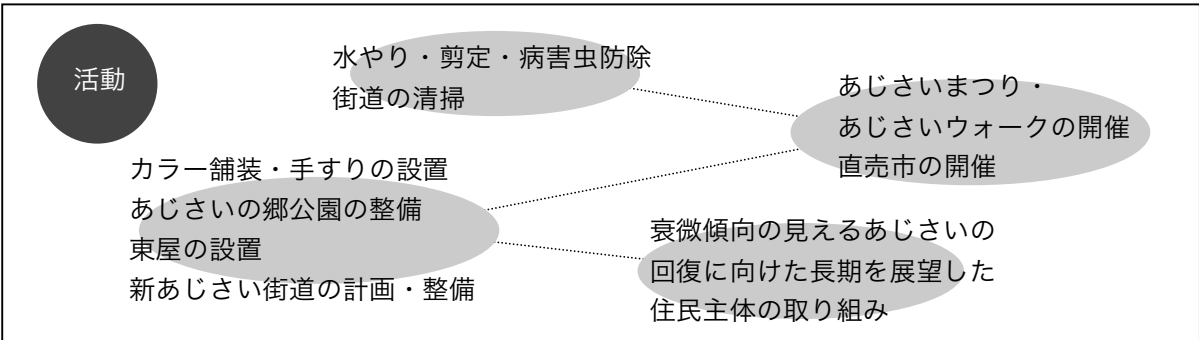 活動
水やり・剪定・病害虫防除
街道の清掃
あじさいまつり・
あじさいウォークの開催
直売市の開催
カラー舗装・手すりの設置
あじさいの郷公園の整備
東屋の設置
新あじさい街道の計画・整備
衰微傾向の見えるあじさいの
回復に向けた長期を展望した
住民主体の取り組み